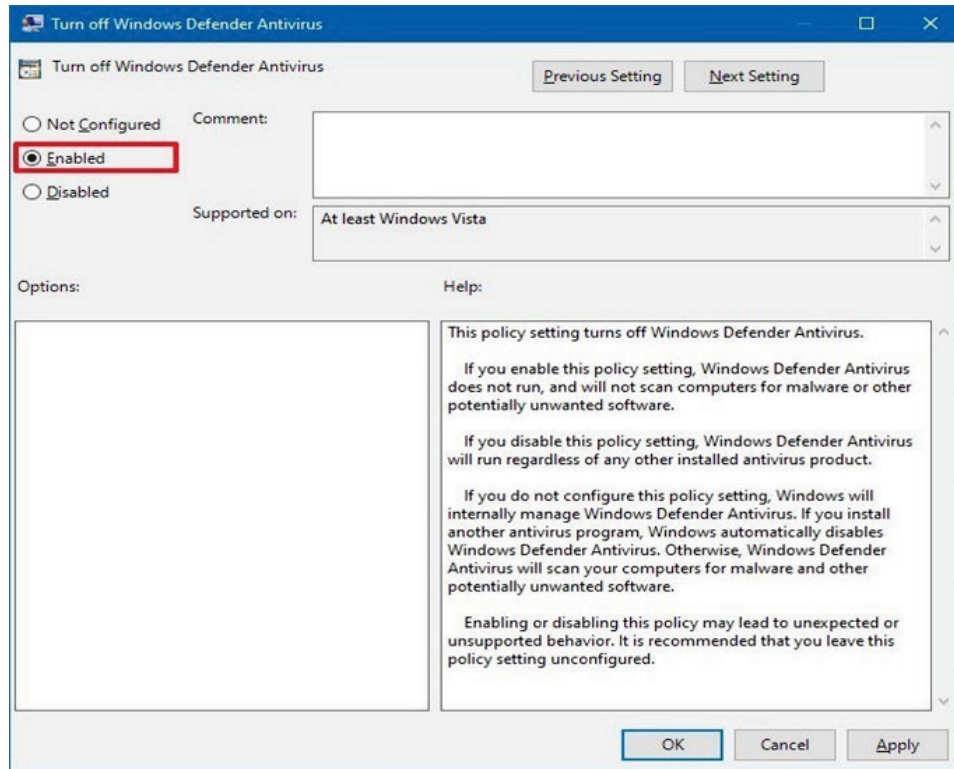 Turn off Windows Defender Antivirus
Turn off Windows Defender Antivirus
Previous Setting
Next Setting
Not Configured
Comment:
Enabled
Disabled
Supported on:
At least Windows Vista
Options:
Help:
This policy setting turns off Windows Defender Antivirus.
If you enable this policy setting, Windows Defender Antivirus
does not run, and will not scan computers for malware or other
potentially unwanted software.
If you disable this policy setting, Windows Defender Antivirus
will run regardless of any other installed antivirus product.
If you do not configure this policy setting, Windows will
internally manage Windows Defender Antivirus. If you install
another antivirus program, Windows automatically disables
Windows Defender Antivirus. Otherwise, Windows Defender
Antivirus will scan your computers for malware and other
potentially unwanted software.
Enabling or disabling this policy may lead to unexpected or
unsupported behavior. It is recommended that you leave this
policy setting unconfigured.
OK
Cancel
Apply